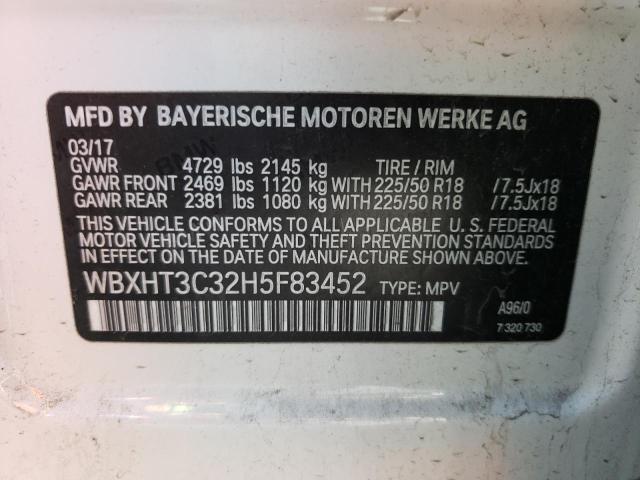 MFD BY BAYERISCHE MOTOREN WERKE AG
03/17
GVWR 4729 lbs 2145 kg TIRE / RIM
GAWR FRONT 2469 lbs 1120 kg WITH 225/50 R18 /7.5Jx18
GAWR REAR 2381 lbs 1080 kg WITH 225/50 R18 /7.5Jx18
THIS VEHICLE CONFORMS TO ALL APPLICABLE U. S. FEDERAL
MOTOR VEHICLE SAFETY AND THEFT PREVENTION STANDARDS
IN EFFECT ON THE DATE OF MANUFACTURE SHOWN ABOVE.
WBXHT3C32H5F83452 TYPE: MPV
A96/0
7 320 730